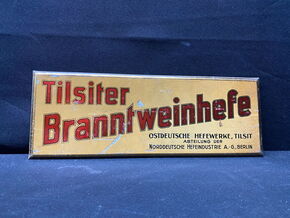 Tilsiter
Branntweinhefe
OSTDEUTSCHE HEFEWERKE, TILSIT
ABTEILUNG DER
NORDDEUTSCHE HEFEINDUSTRIE A.-G., BERLIN